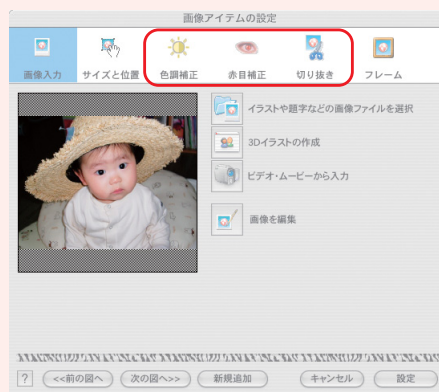 画像アイテムの設定
画像入力
サイズと位置
色調補正
赤目補正
切り抜き
フレーム
イラストや題字などの画像ファイルを選択
3Dイラストの作成
ビデオ・ムービーから入力
画像を編集
?
<<前の図へ
次の図へ>>
新規追加
キャンセル
設定